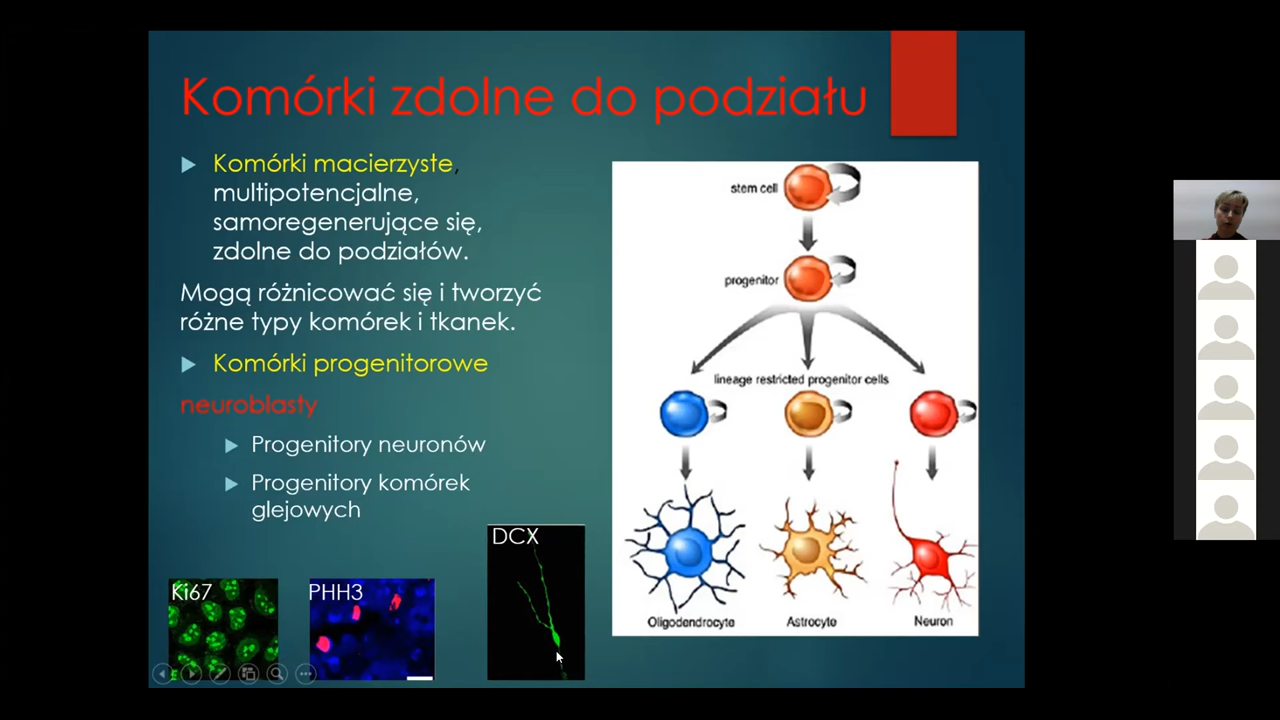 Komórki zdolne do podziału
Komórki macierzyste,
multipotencjalne,
samoregenerujące się,
zdolne do podziałów.
Mogą różnicować się i tworzyć
różne typy komórek i tkanek.
Komórki progenitorowe
neuroblasty
Progenitory neuronów
Progenitory komórek
glejowych
Ki67
PHH3
DCX
stem cell
progenitor
lineage restricted progenitor cells
Oligodendrocyte
Astrocyte
Neuron